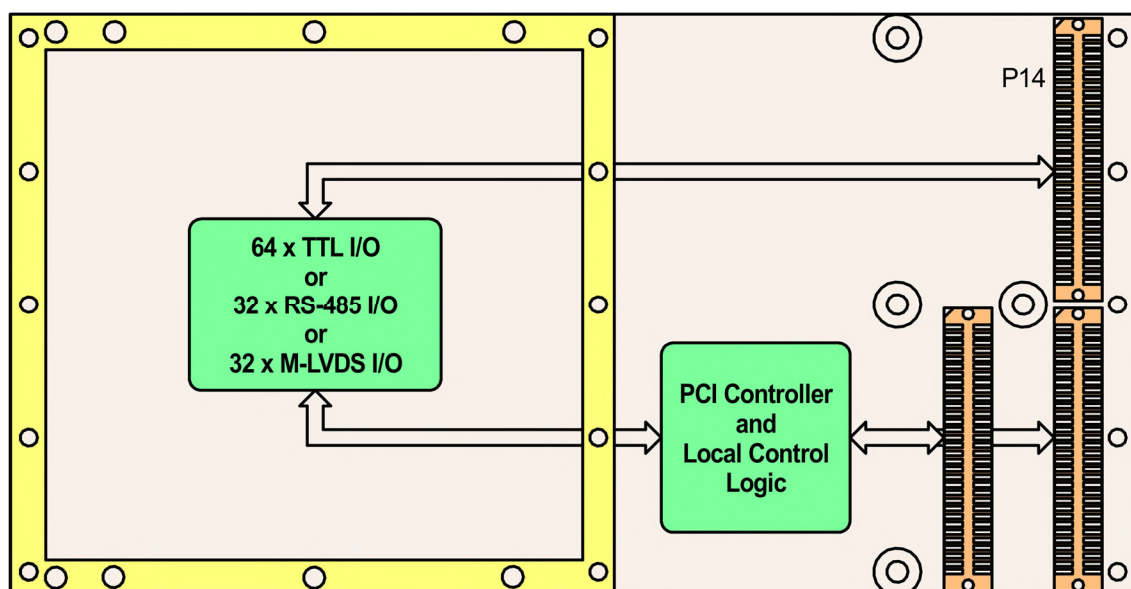 P14
64 x TTL I/O
or
32 x RS-485 I/O
or
32 x M-LVDS I/O
PCI Controller
and
Local Control
Logic